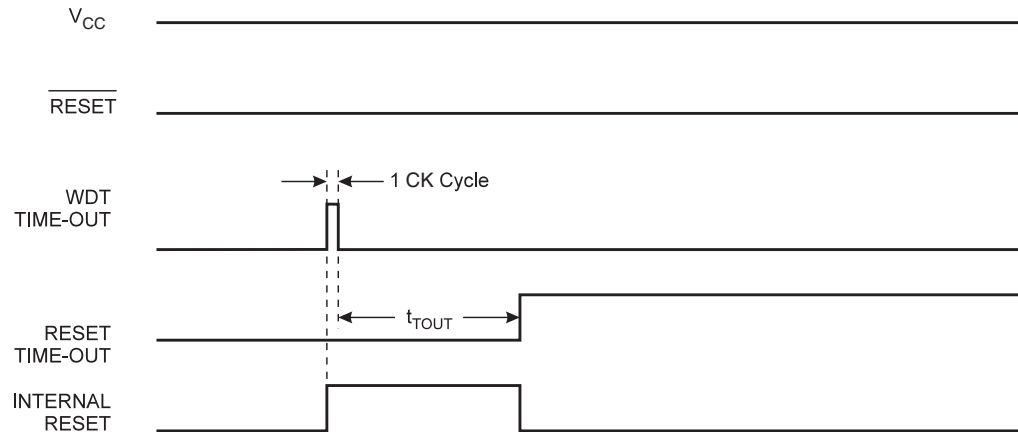 VCC
RESET
1 CK Cycle
WDT
TIME-OUT
tTOUT
RESET
TIME-OUT
INTERNAL
RESET